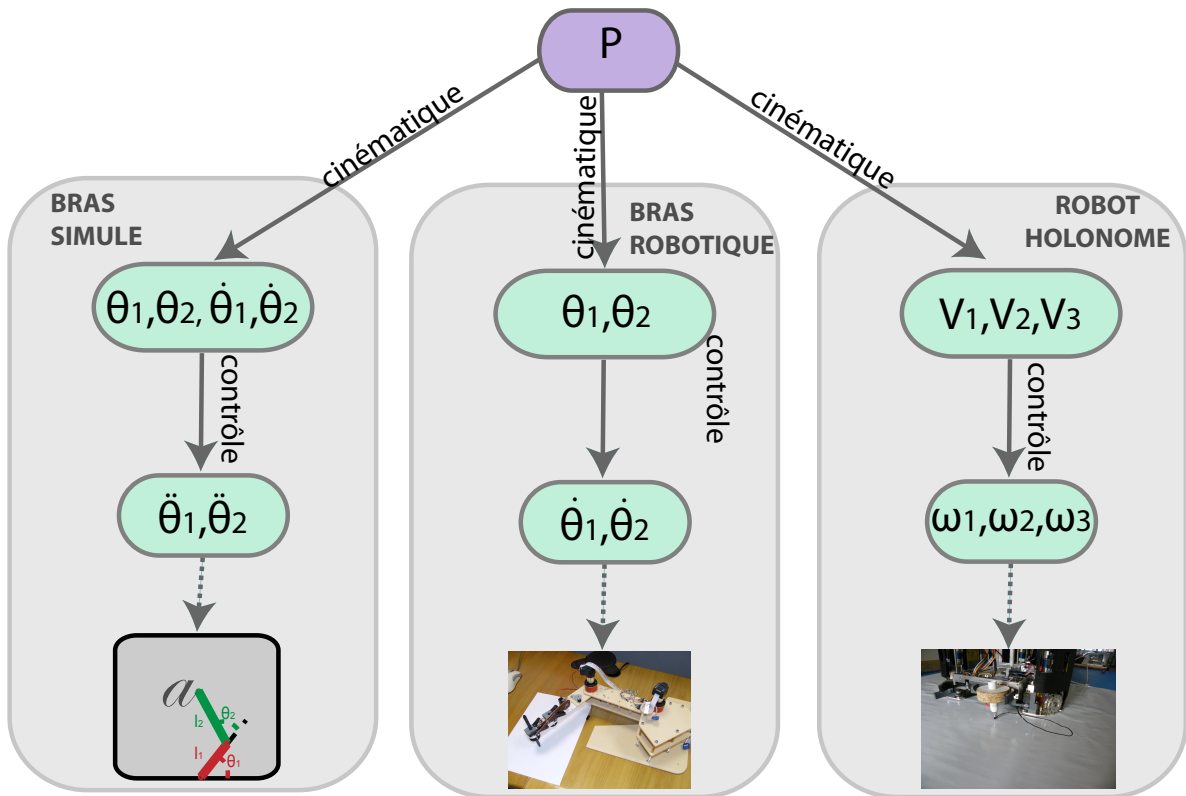 P
cinématique
cinématique
cinématique
BRAS
SIMULE
BRAS
ROBOTIQUE
ROBOT
HOLONOME
θ1,θ2, θ̇1,θ̇2
θ1,θ2
V1,V2,V3
contrôle
contrôle
contrôle
θ̈1,θ̈2
θ̇1,θ̇2
ω1,ω2,ω3
a
l2
θ2
l1
θ1